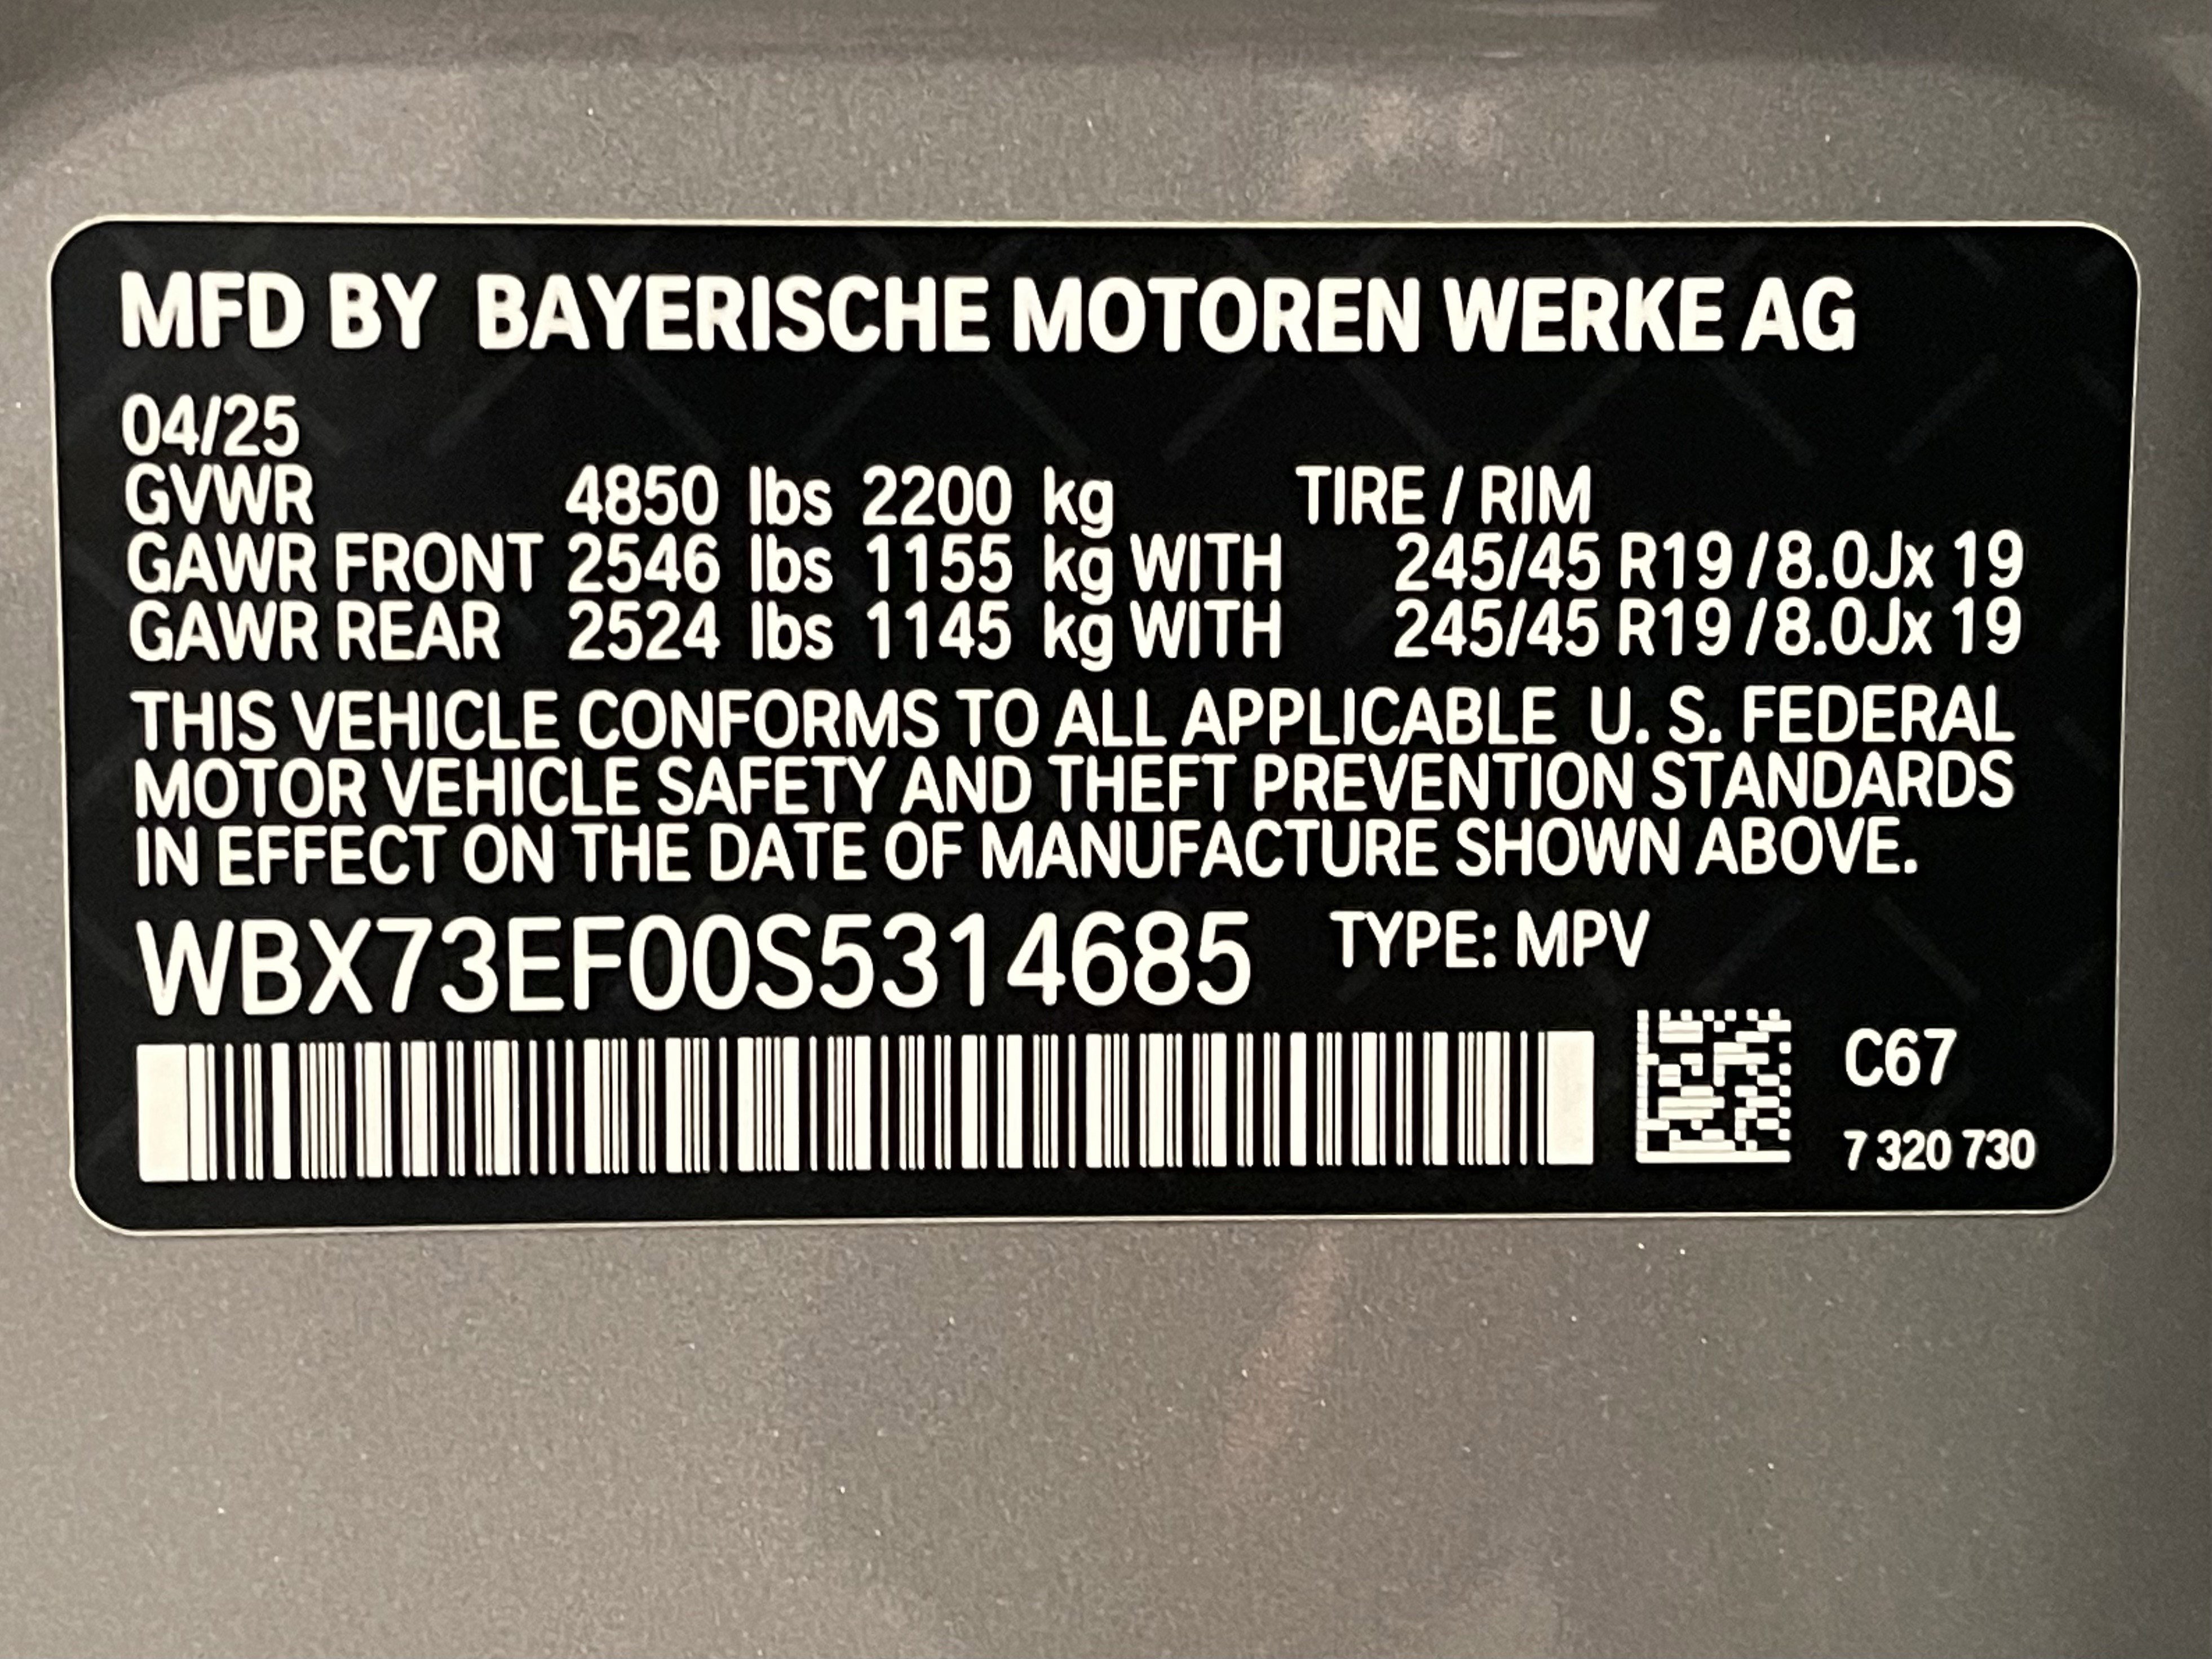 MFD BY BAYERISCHE MOTOREN WERKE AG
04/25
GVWR 4850 lbs 2200 kg TIRE / RIM
GAWR FRONT 2546 lbs 1155 kg WITH 245/45 R19 / 8.0Jx 19
GAWR REAR 2524 lbs 1145 kg WITH 245/45 R19 / 8.0Jx 19
THIS VEHICLE CONFORMS TO ALL APPLICABLE U. S. FEDERAL
MOTOR VEHICLE SAFETY AND THEFT PREVENTION STANDARDS
IN EFFECT ON THE DATE OF MANUFACTURE SHOWN ABOVE.
WBX73EF00S5314685 TYPE: MPV
C67
7 320 730